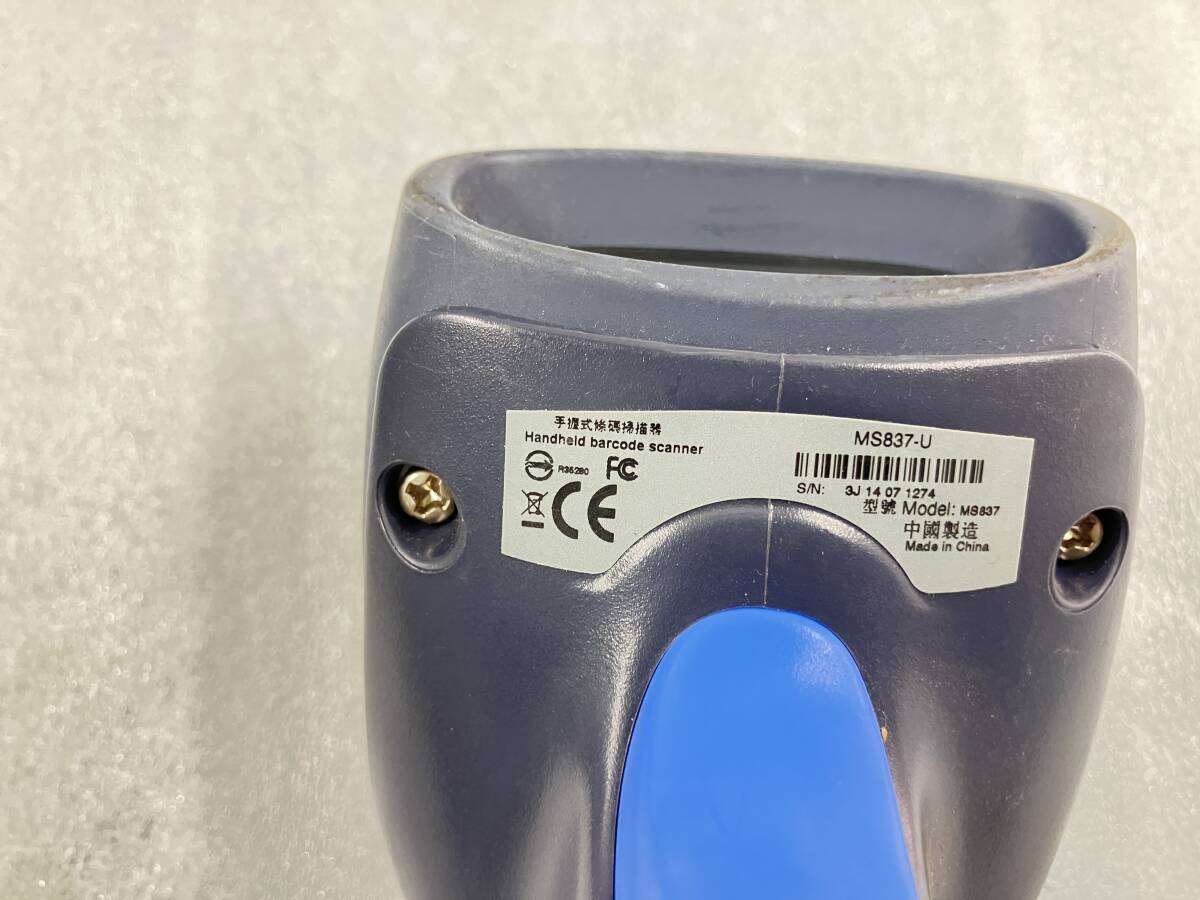 手握式條碼掃描器
Handheld barcode scanner
R35280
FC
CE
MS837-U
S/N: 3J 14 07 1274
型號 Model: MS837
中國製造
Made in China